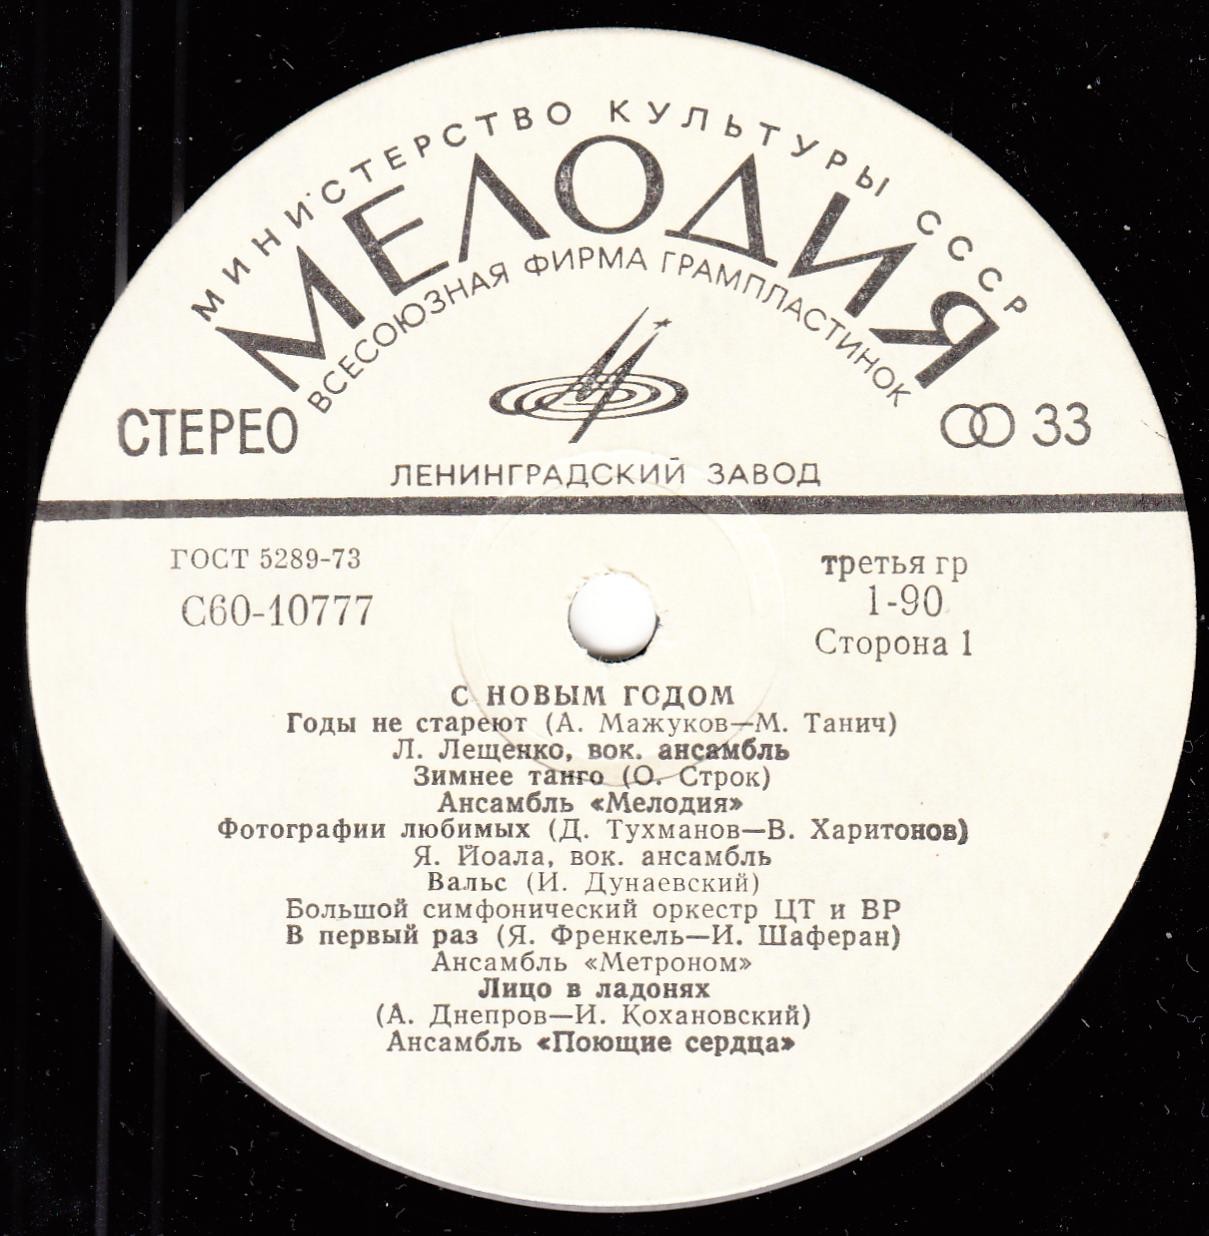 МИНИСТЕРСТВО КУЛЬТУРЫ СССР
МЕЛОДИЯ
ВСЕСОЮЗНАЯ ФИРМА ГРАМПЛАСТИНОК
СТЕРЕО
33
ЛЕНИНГРАДСКИЙ ЗАВОД
ГОСТ 5289-73
С60-10777
третья гр
1-90
Сторона 1
С НОВЫМ ГОДОМ
Годы не стареют (А. Мажуков—М. Танич)
Л. Лещенко, вок. ансамбль
Зимнее танго (О. Строк)
Ансамбль «Мелодия»
Фотографии любимых (Д. Тухманов—В. Харитонов)
Я. Йоала, вок. ансамбль
Вальс (И. Дунаевский)
Большой симфонический оркестр ЦТ и ВР
В первый раз (Я. Френкель—И. Шаферан)
Ансамбль «Метроном»
Лицо в ладонях
(А. Днепров—И. Кохановский)
Ансамбль «Поющие сердца»